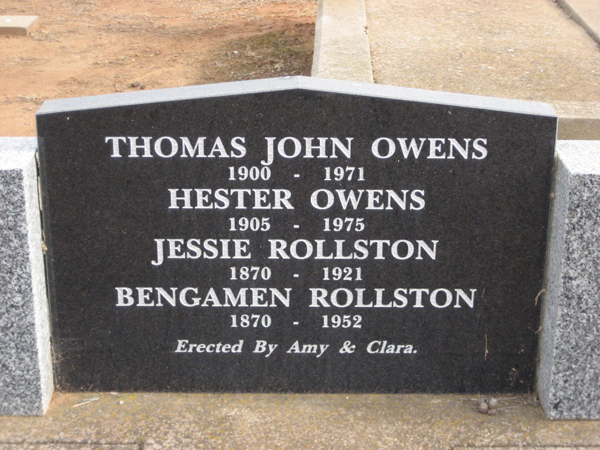 THOMAS JOHN OWENS
1900 - 1971
HESTER OWENS
1905 - 1975
JESSIE ROLLSTON
1870 - 1921
BENGAMEN ROLLSTON
1870 - 1952
Erected By Amy & Clara.